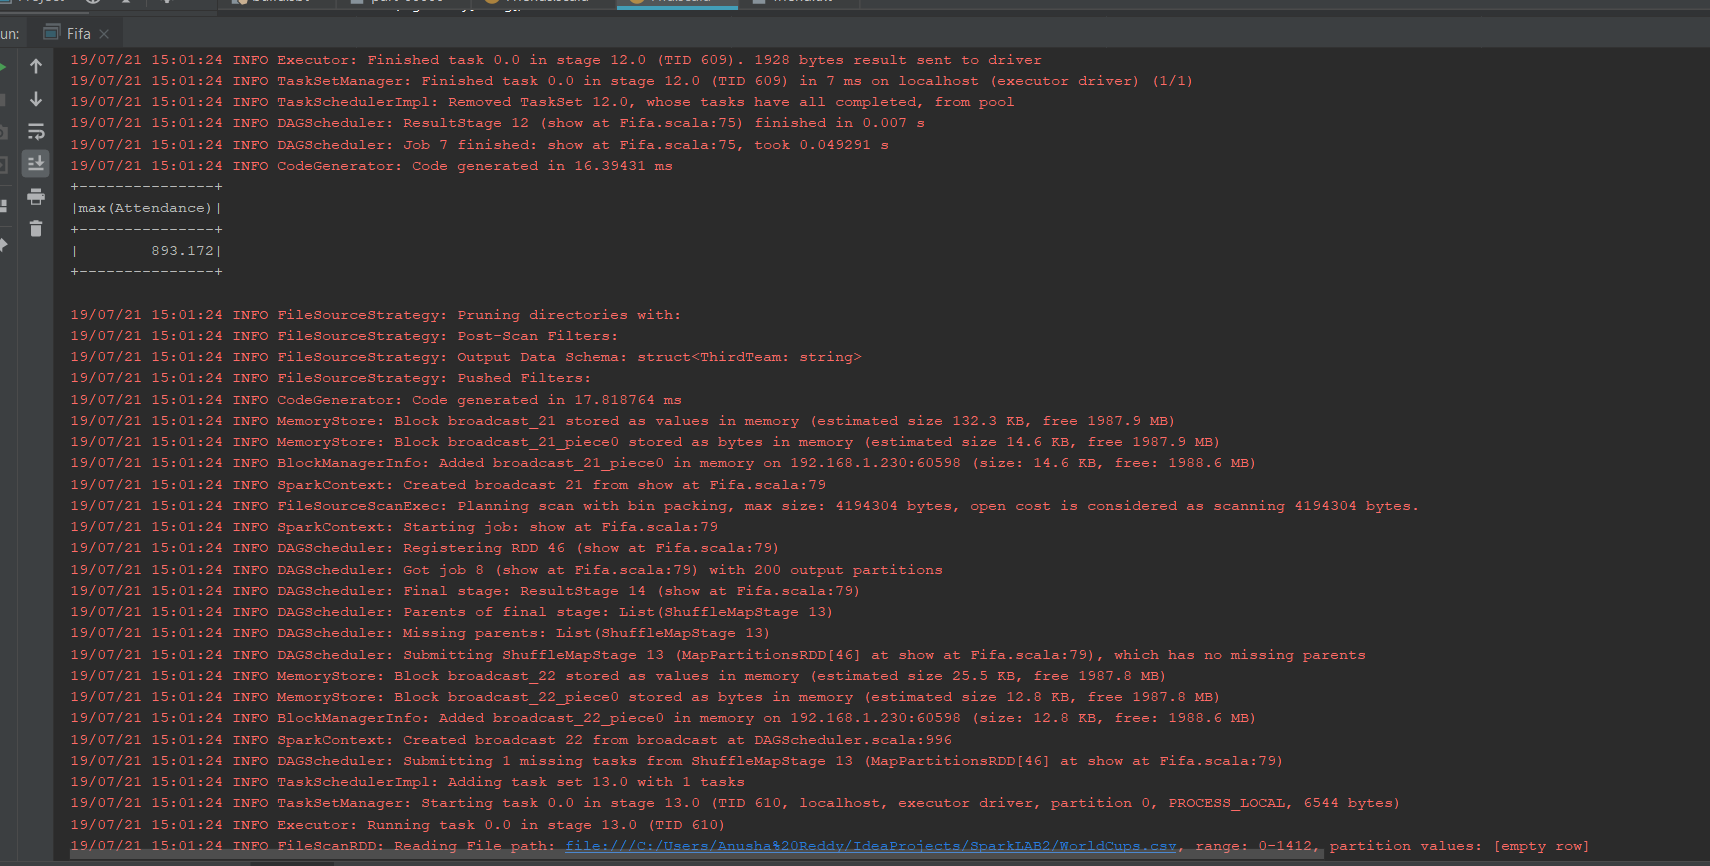 un:
Fifa
19/07/21 15:01:24 INFO Executor: Finished task 0.0 in stage 12.0 (TID 609). 1928 bytes result sent to driver
19/07/21 15:01:24 INFO TaskSetManager: Finished task 0.0 in stage 12.0 (TID 609) in 7 ms on localhost (executor driver) (1/1)
19/07/21 15:01:24 INFO TaskSchedulerImpl: Removed TaskSet 12.0, whose tasks have all completed, from pool
19/07/21 15:01:24 INFO DAGScheduler: ResultStage 12 (show at Fifa.scala:75) finished in 0.007 s
19/07/21 15:01:24 INFO DAGScheduler: Job 7 finished: show at Fifa.scala:75, took 0.049291 s
19/07/21 15:01:24 INFO CodeGenerator: Code generated in 16.39431 ms
+---------------+
|max(Attendance)|
+---------------+
|        893.172|
+---------------+
19/07/21 15:01:24 INFO FileSourceStrategy: Pruning directories with:
19/07/21 15:01:24 INFO FileSourceStrategy: Post-Scan Filters:
19/07/21 15:01:24 INFO FileSourceStrategy: Output Data Schema: struct<ThirdTeam: string>
19/07/21 15:01:24 INFO FileSourceStrategy: Pushed Filters:
19/07/21 15:01:24 INFO CodeGenerator: Code generated in 17.818764 ms
19/07/21 15:01:24 INFO MemoryStore: Block broadcast_21 stored as values in memory (estimated size 132.3 KB, free 1987.9 MB)
19/07/21 15:01:24 INFO MemoryStore: Block broadcast_21_piece0 stored as bytes in memory (estimated size 14.6 KB, free 1987.9 MB)
19/07/21 15:01:24 INFO BlockManagerInfo: Added broadcast_21_piece0 in memory on 192.168.1.230:60598 (size: 14.6 KB, free: 1988.6 MB)
19/07/21 15:01:24 INFO SparkContext: Created broadcast 21 from show at Fifa.scala:79
19/07/21 15:01:24 INFO FileSourceScanExec: Planning scan with bin packing, max size: 4194304 bytes, open cost is considered as scanning 4194304 bytes.
19/07/21 15:01:24 INFO SparkContext: Starting job: show at Fifa.scala:79
19/07/21 15:01:24 INFO DAGScheduler: Registering RDD 46 (show at Fifa.scala:79)
19/07/21 15:01:24 INFO DAGScheduler: Got job 8 (show at Fifa.scala:79) with 200 output partitions
19/07/21 15:01:24 INFO DAGScheduler: Final stage: ResultStage 14 (show at Fifa.scala:79)
19/07/21 15:01:24 INFO DAGScheduler: Parents of final stage: List(ShuffleMapStage 13)
19/07/21 15:01:24 INFO DAGScheduler: Missing parents: List(ShuffleMapStage 13)
19/07/21 15:01:24 INFO DAGScheduler: Submitting ShuffleMapStage 13 (MapPartitionsRDD[46] at show at Fifa.scala:79), which has no missing parents
19/07/21 15:01:24 INFO MemoryStore: Block broadcast_22 stored as values in memory (estimated size 25.5 KB, free 1987.8 MB)
19/07/21 15:01:24 INFO MemoryStore: Block broadcast_22_piece0 stored as bytes in memory (estimated size 12.8 KB, free 1987.8 MB)
19/07/21 15:01:24 INFO BlockManagerInfo: Added broadcast_22_piece0 in memory on 192.168.1.230:60598 (size: 12.8 KB, free: 1988.6 MB)
19/07/21 15:01:24 INFO SparkContext: Created broadcast 22 from broadcast at DAGScheduler.scala:996
19/07/21 15:01:24 INFO DAGScheduler: Submitting 1 missing tasks from ShuffleMapStage 13 (MapPartitionsRDD[46] at show at Fifa.scala:79)
19/07/21 15:01:24 INFO TaskSchedulerImpl: Adding task set 13.0 with 1 tasks
19/07/21 15:01:24 INFO TaskSetManager: Starting task 0.0 in stage 13.0 (TID 610, localhost, executor driver, partition 0, PROCESS_LOCAL, 6544 bytes)
19/07/21 15:01:24 INFO Executor: Running task 0.0 in stage 13.0 (TID 610)
19/07/21 15:01:24 INFO FileScanRDD: Reading File path: file:///C:/Users/Anusha%20Reddy/IdeaProjects/SparkLAB2/WorldCups.csv, range: 0-1412, partition values: [empty row]